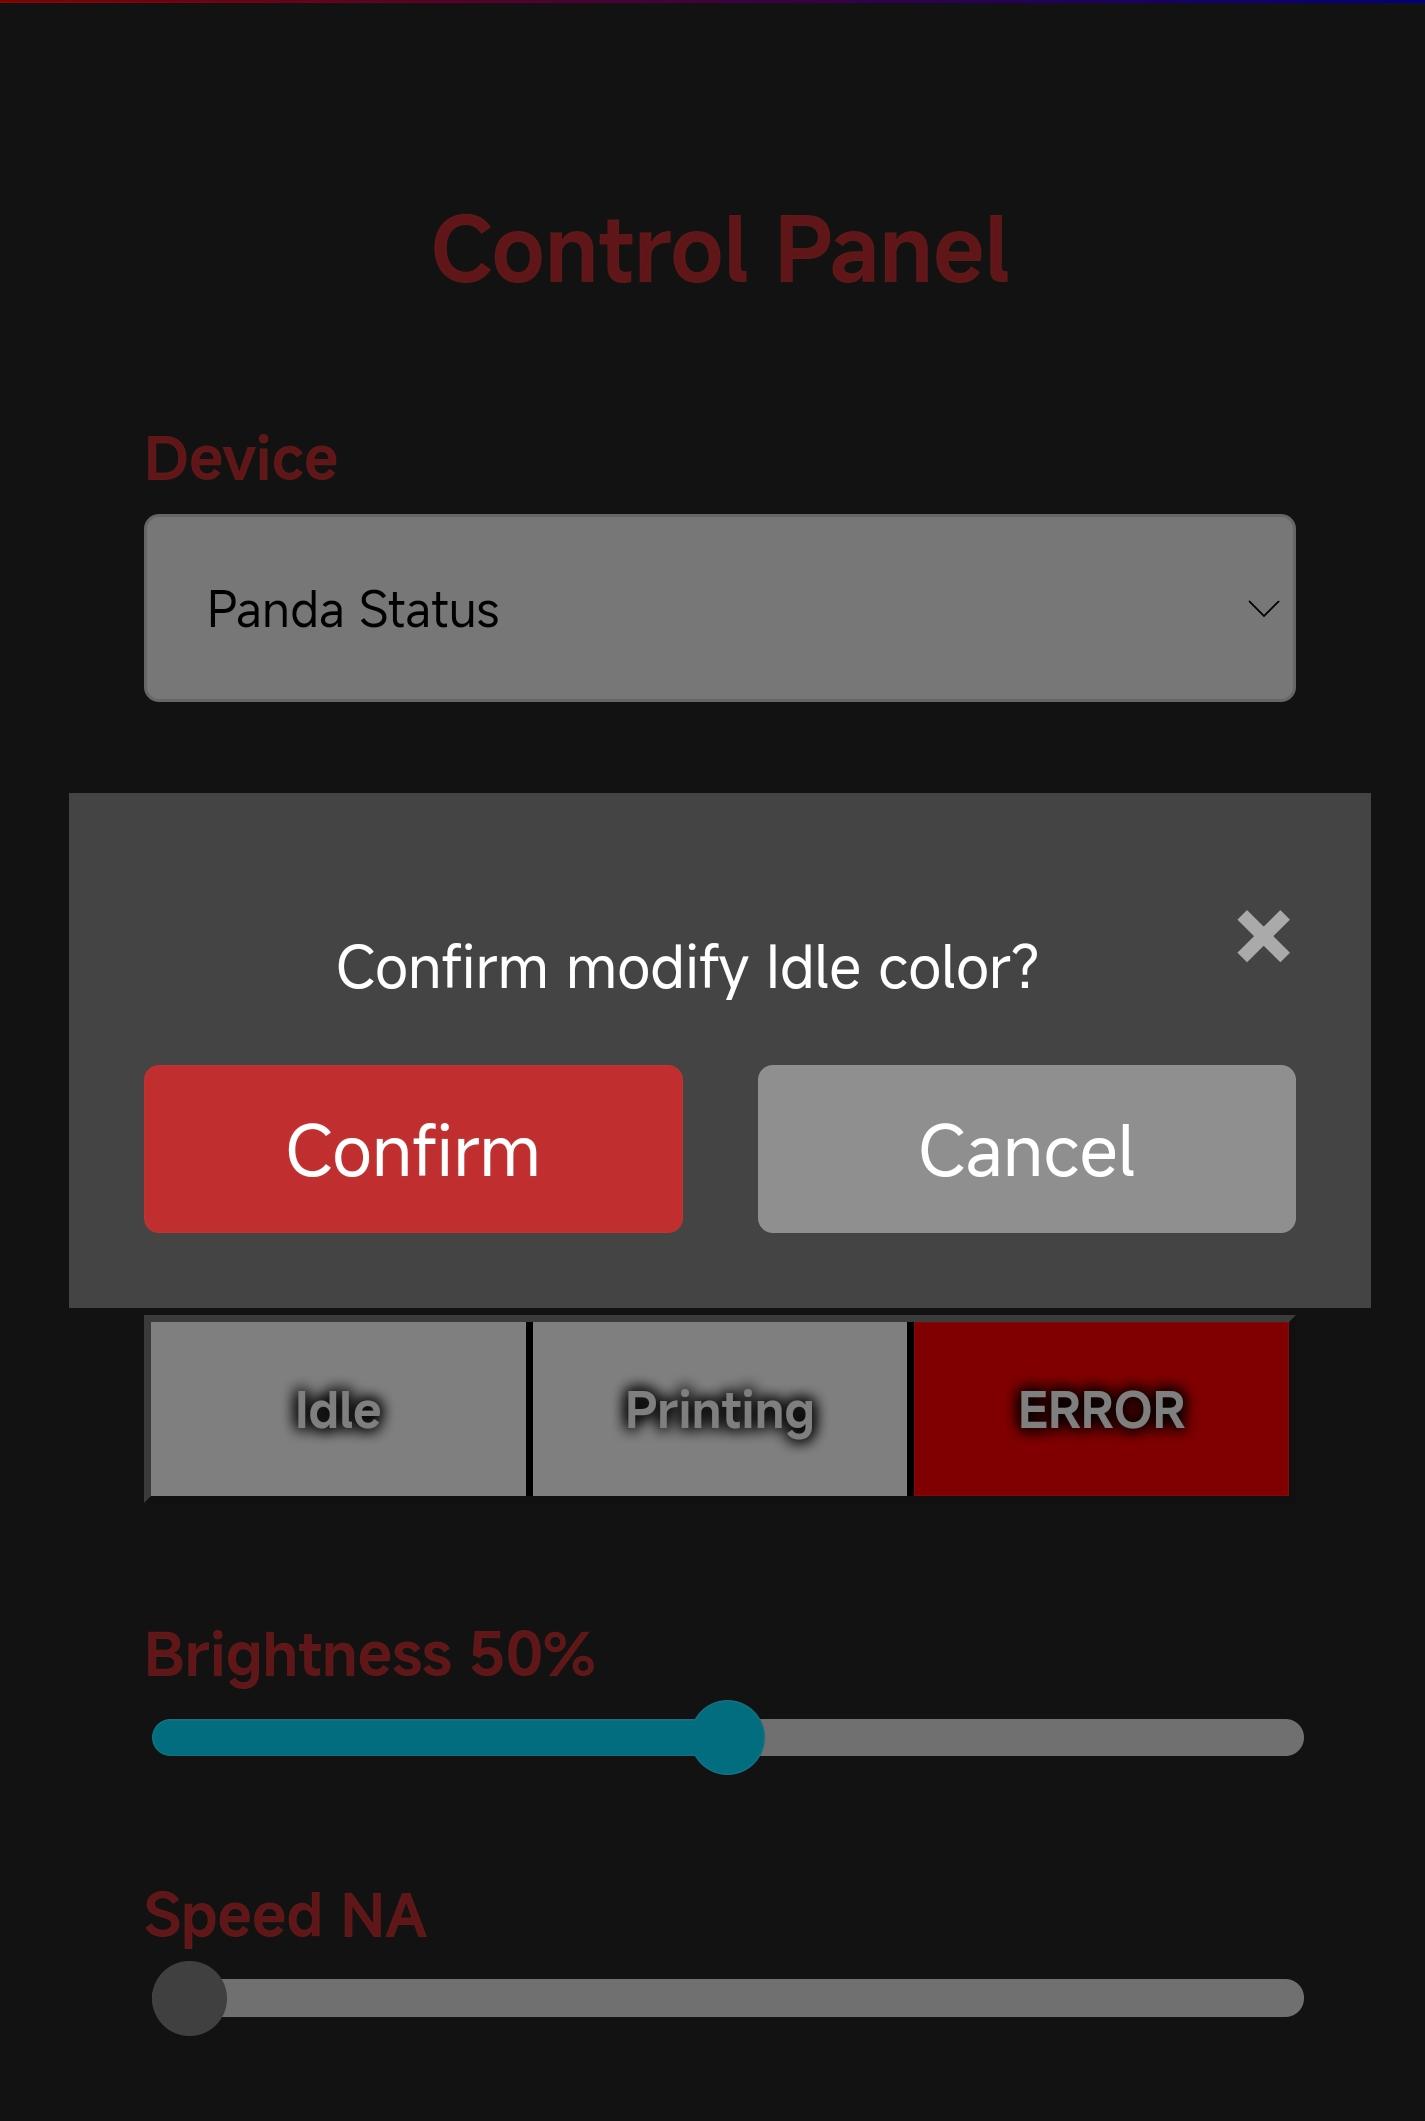 Control Panel
Device
Panda Status
Confirm modify Idle color?
Confirm
Cancel
Idle
Printing
ERROR
Brightness 50%
Speed NA